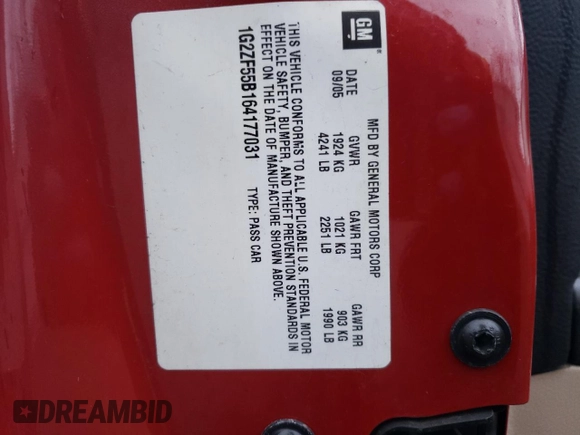 GM
®
MFD BY GENERAL MOTORS CORP
DATE GVWR GAWR FRT GAWR RR
09/05 1924 KG 1021 KG 903 KG
4241 LB 2251 LB 1990 LB
THIS VEHICLE CONFORMS TO ALL APPLICABLE U.S. FEDERAL MOTOR
VEHICLE SAFETY, BUMPER, AND THEFT PREVENTION STANDARDS IN
EFFECT ON THE DATE OF MANUFACTURE SHOWN ABOVE.
1G2ZF55B164177031 TYPE: PASS CAR
DREAMBID